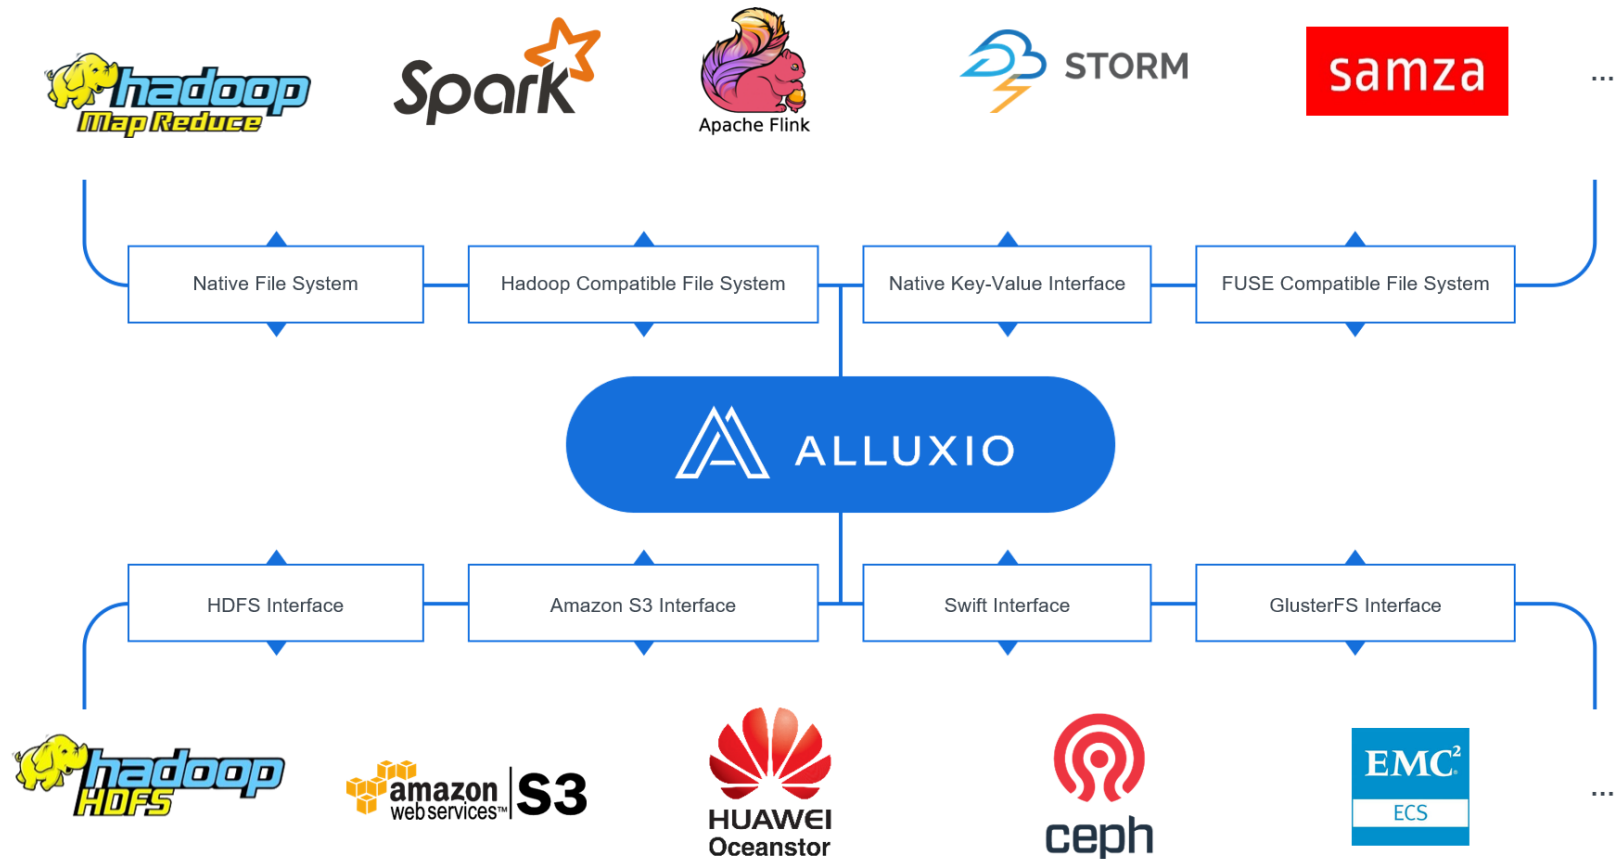 hadoop
Map Reduce
Spark
Apache Flink
STORM
samza
...
Native File System
Hadoop Compatible File System
Native Key-Value Interface
FUSE Compatible File System
ALLUXIO
HDFS Interface
Amazon S3 Interface
Swift Interface
GlusterFS Interface
hadoop
HDFS
amazon
web services™
S3
HUAWEI
Oceanstor
ceph
EMC²
ECS
...